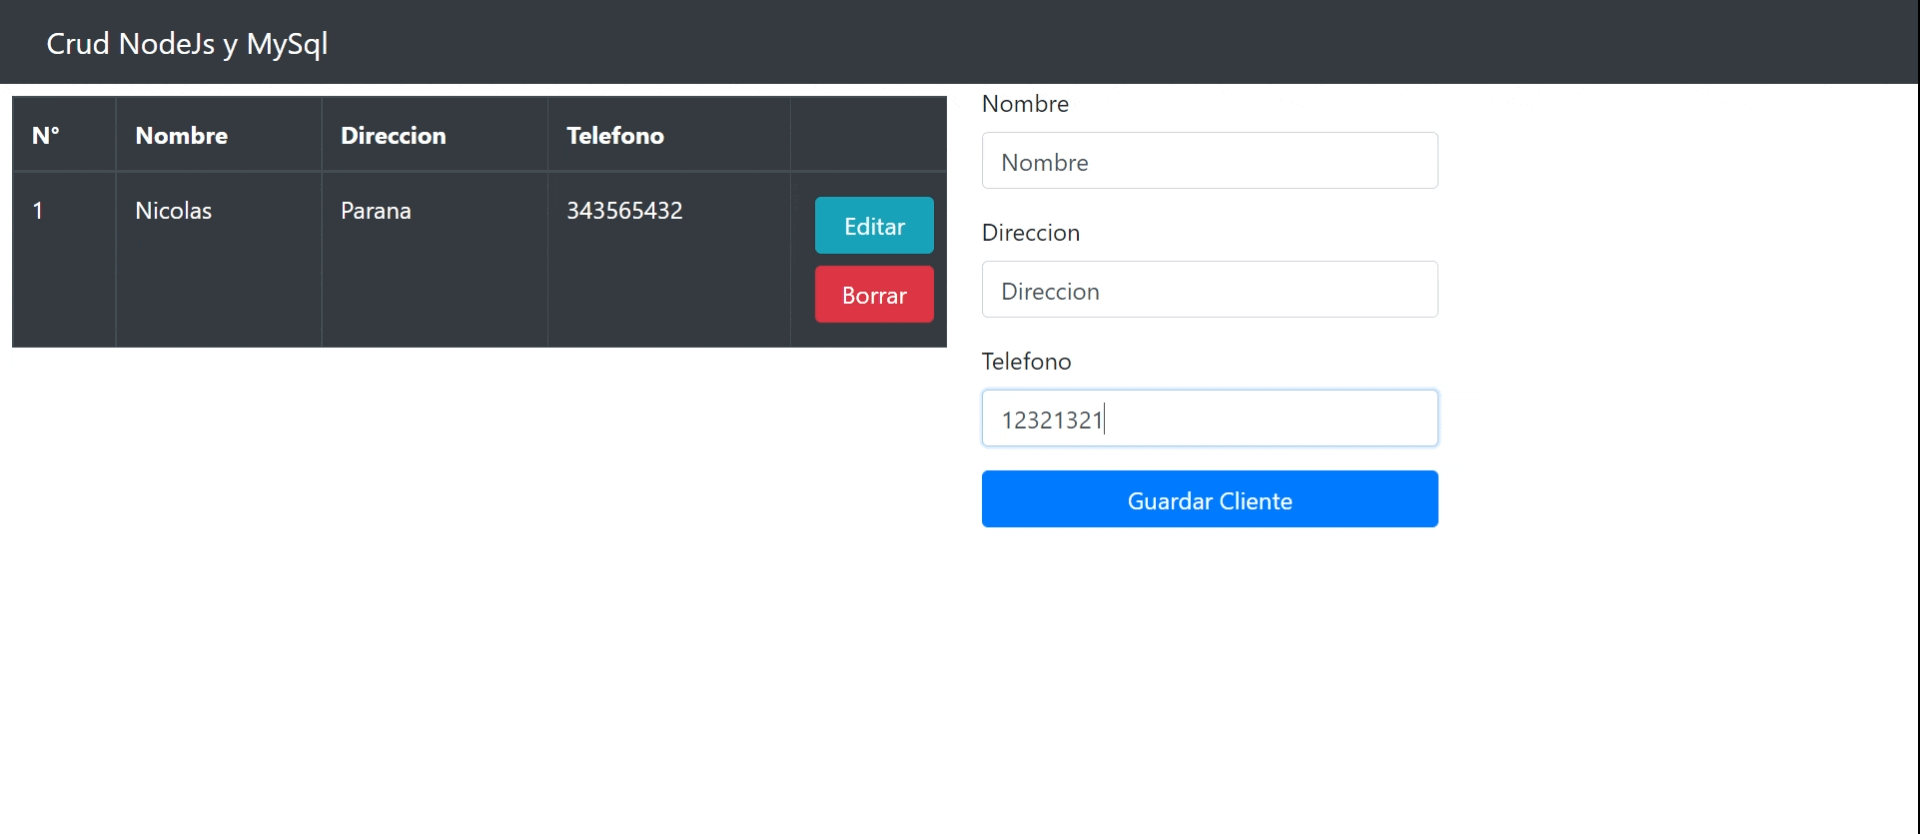 Crud NodeJs y MySql
N° Nombre Direccion Telefono
1 Nicolas Parana 343565432
Editar
Borrar
Nombre
Nombre
Direccion
Direccion
Telefono
12321321
Guardar Cliente